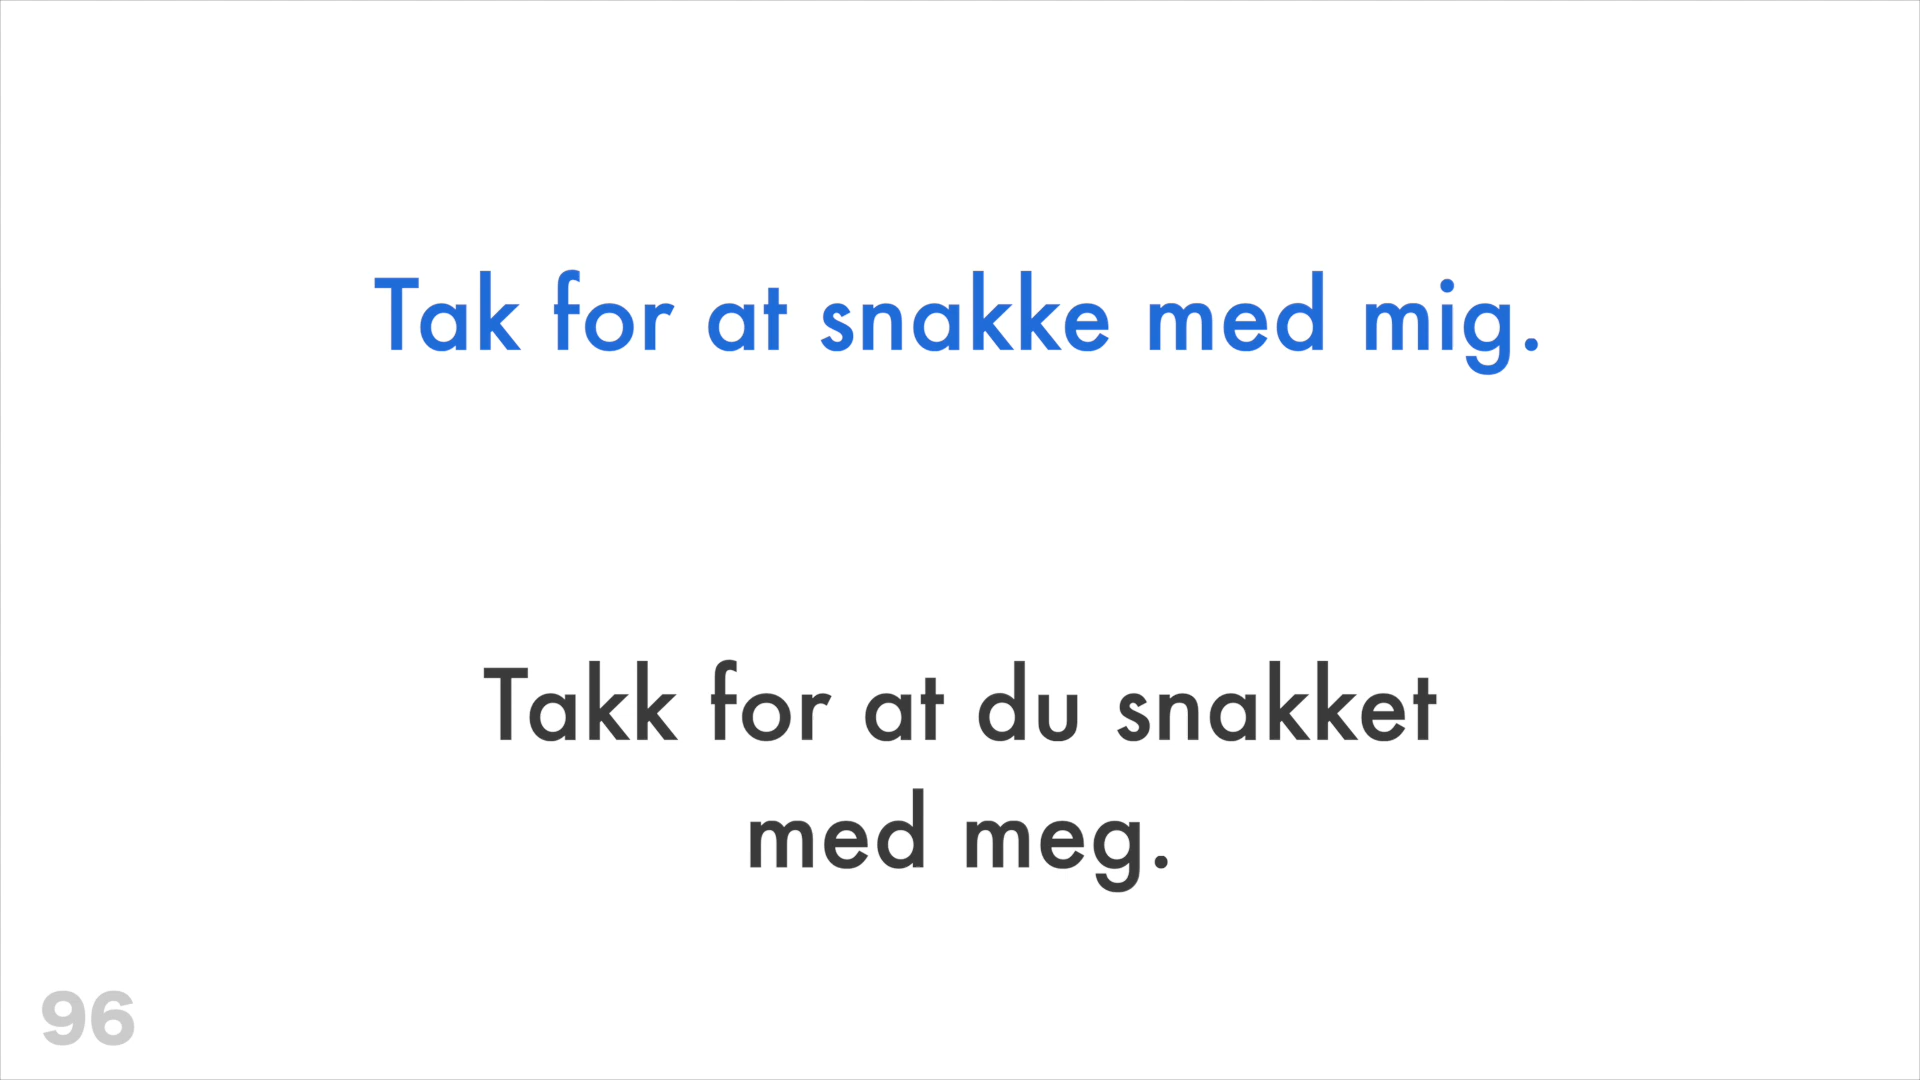 Tak for at snakke med mig.
Takk for at du snakket
med meg.
96